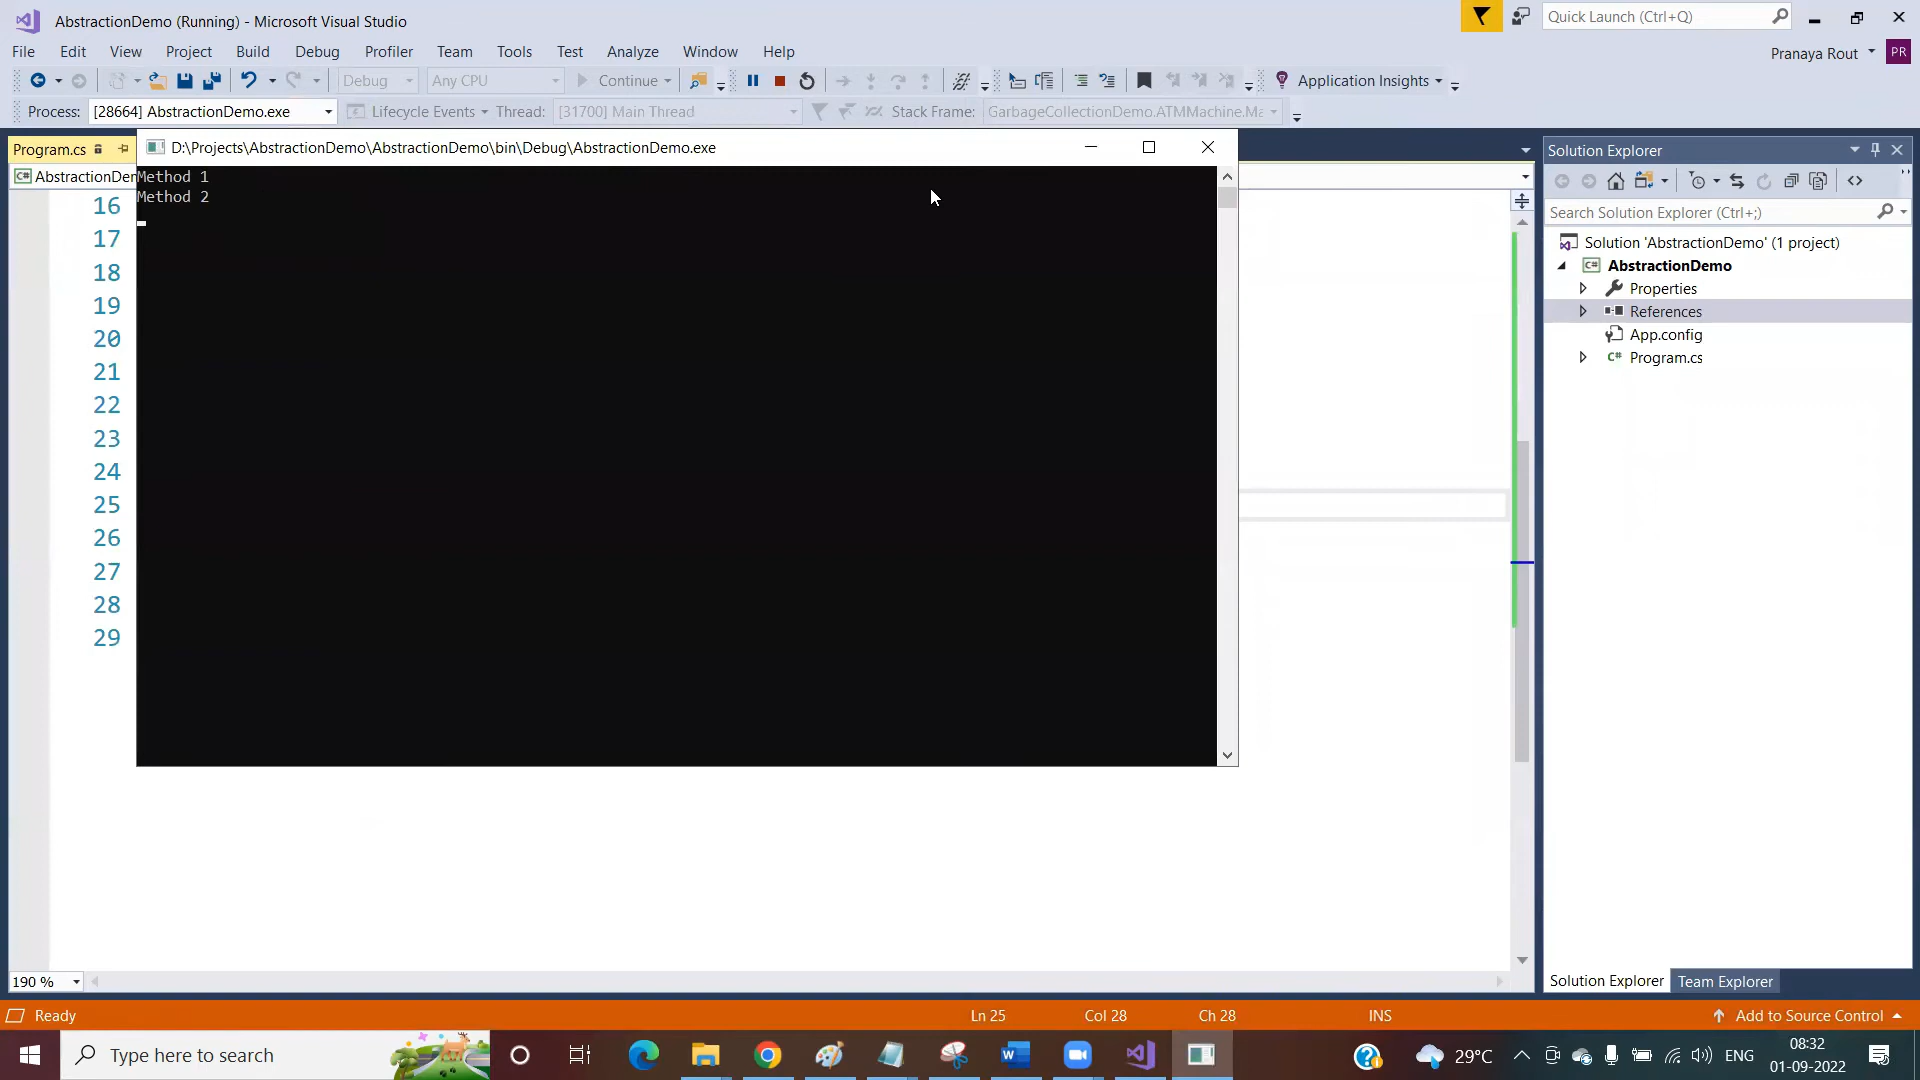 AbstractionDemo (Running) - Microsoft Visual Studio
Quick Launch (Ctrl+Q)
File Edit View Project Build Debug Profiler Team Tools Test Analyze Window Help
Pranaya Rout PR
Debug Any CPU Continue Application Insights
Process: [28664] AbstractionDemo.exe Lifecycle Events Thread: [31700] Main Thread Stack Frame: GarbageCollectionDemo.ATMMachine.Ma
Program.cs
D:\Projects\AbstractionDemo\AbstractionDemo\bin\Debug\AbstractionDemo.exe
Solution Explorer
AbstractionDem
Method 1
Method 2
16
17
18
19
20
21
22
23
24
25
26
27
28
29
Search Solution Explorer (Ctrl+;)
Solution 'AbstractionDemo' (1 project)
C# AbstractionDemo
Properties
References
App.config
C# Program.cs
190 %
Solution Explorer Team Explorer
Ready Ln 25 Col 28 Ch 28 INS Add to Source Control
Type here to search
29°C ENG
08:32
01-09-2022